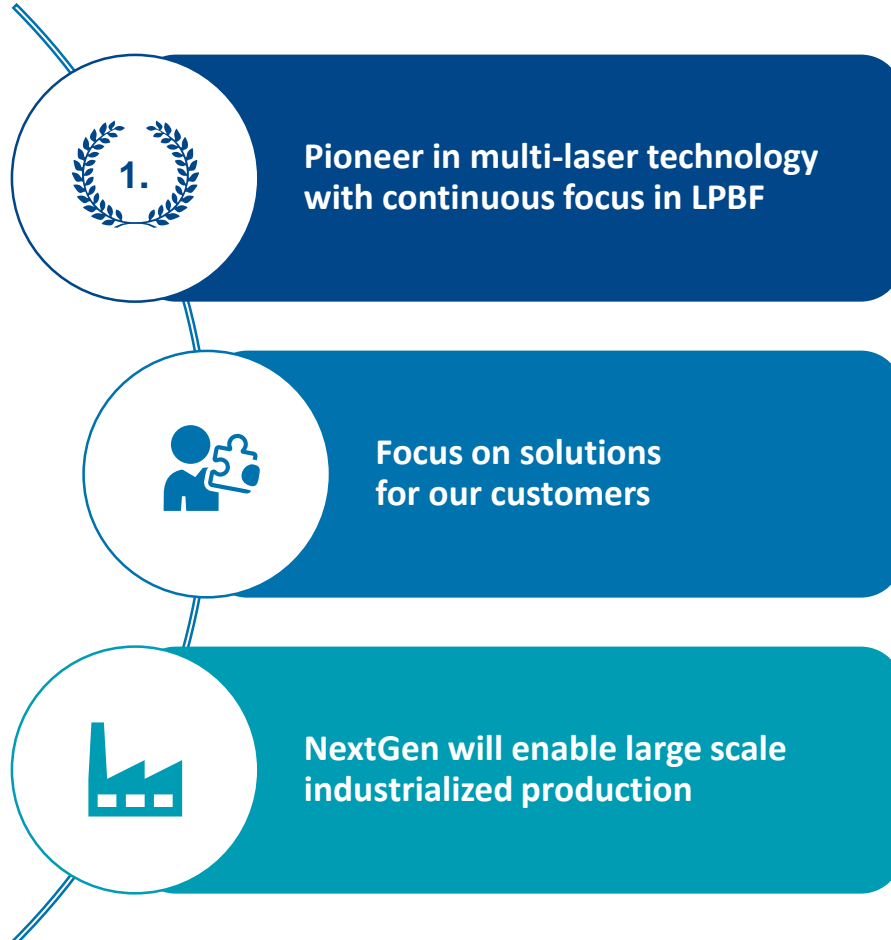 1.
Pioneer in multi-laser technology
with continuous focus in LPBF
Focus on solutions
for our customers
NextGen will enable large scale
industrialized production